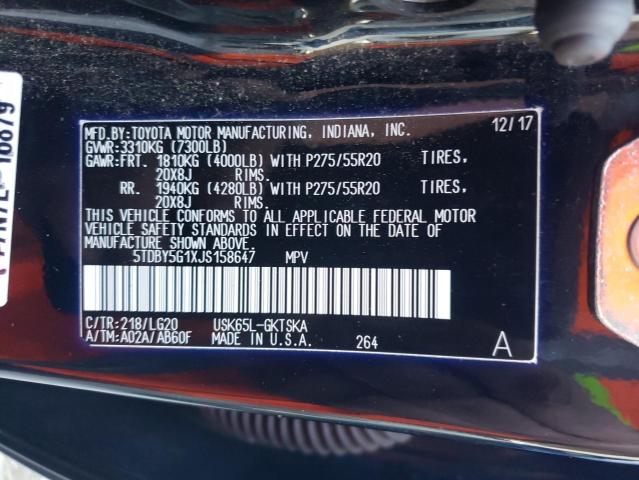 MFD.BY:TOYOTA MOTOR MANUFACTURING, INDIANA, INC. 12/17
GVWR:3310KG (7300LB)
GAWR:FRT. 1810KG (4000LB) WITH P275/55R20 TIRES,
20X8J RIMS.
RR. 1940KG (4280LB) WITH P275/55R20 TIRES,
20X8J RIMS.
THIS VEHICLE CONFORMS TO ALL APPLICABLE FEDERAL MOTOR
VEHICLE SAFETY STANDARDS IN EFFECT ON THE DATE OF
MANUFACTURE SHOWN ABOVE.
5TDBY5G1XJS158647 MPV
C/TR:218/LG20 USK65L-GKTSKA
A/TM:A02A/AB60F MADE IN U.S.A. 264 A